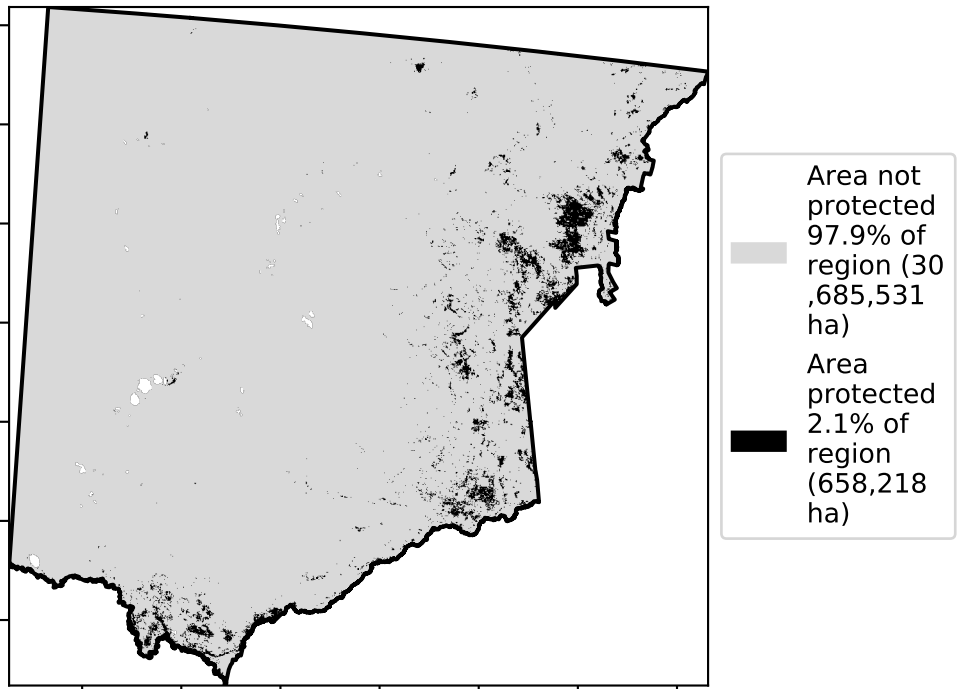 Area not
protected
97.9% of
region (30
,685,531
ha)
Area
protected
2.1% of
region
(658,218
ha)